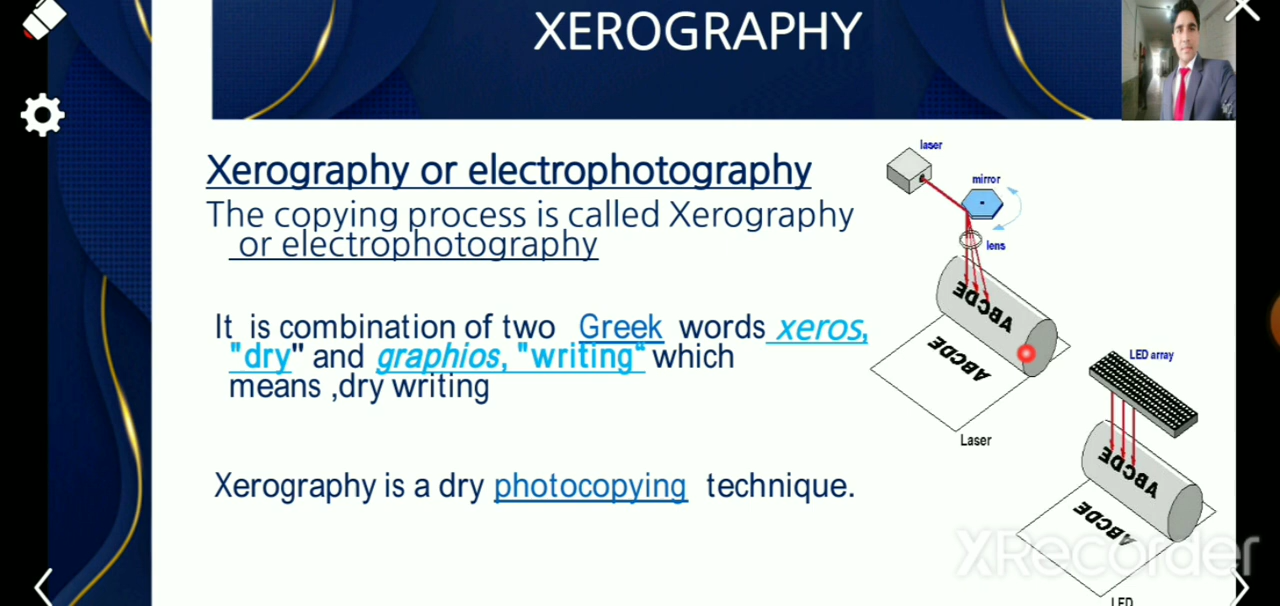 XEROGRAPHY
Xerography or electrophotography
The copying process is called Xerography
or electrophotography
It is combination of two Greek words xeros,
"dry" and graphios, "writing“ which
means ,dry writing
Xerography is a dry photocopying technique.
laser
mirror
lens
ABCDE
ABCDE
Laser
LED array
ABCDE
ABCDE
LED
XRecorder